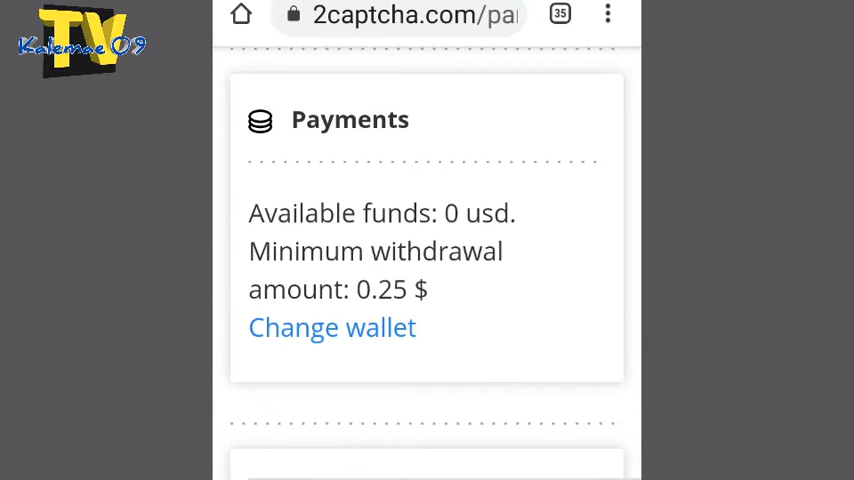 TV
Kalemae 09
2captcha.com/pa
35
Payments
Available funds: 0 usd.
Minimum withdrawal
amount: 0.25 $
Change wallet